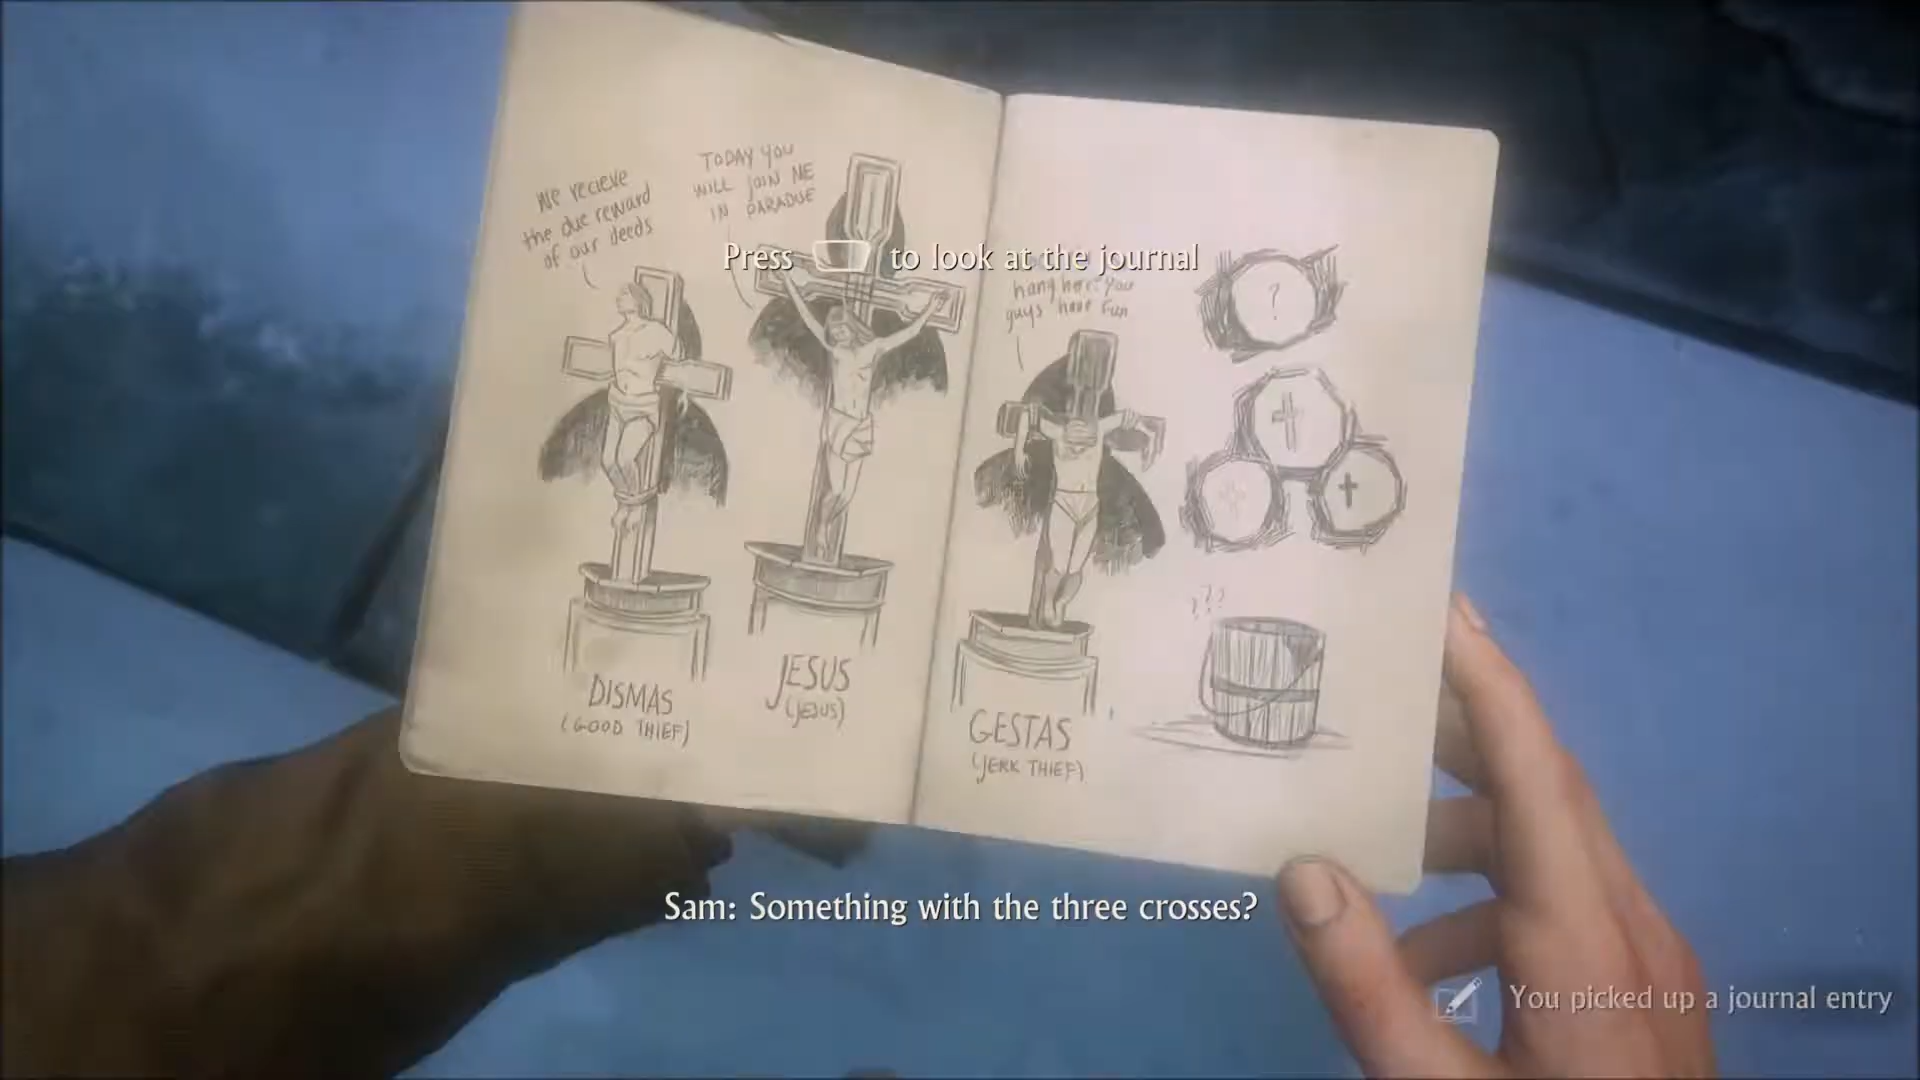 We recieve
the due reward
of our deeds
TODAY YOU
WILL JOIN ME
IN PARADISE
Press to look at the journal
hang here. You
guys have fun
?
???
DISMAS
(GOOD THIEF)
JESUS
(JESUS)
GESTAS
(JERK THIEF)
Sam: Something with the three crosses?
You picked up a journal entry